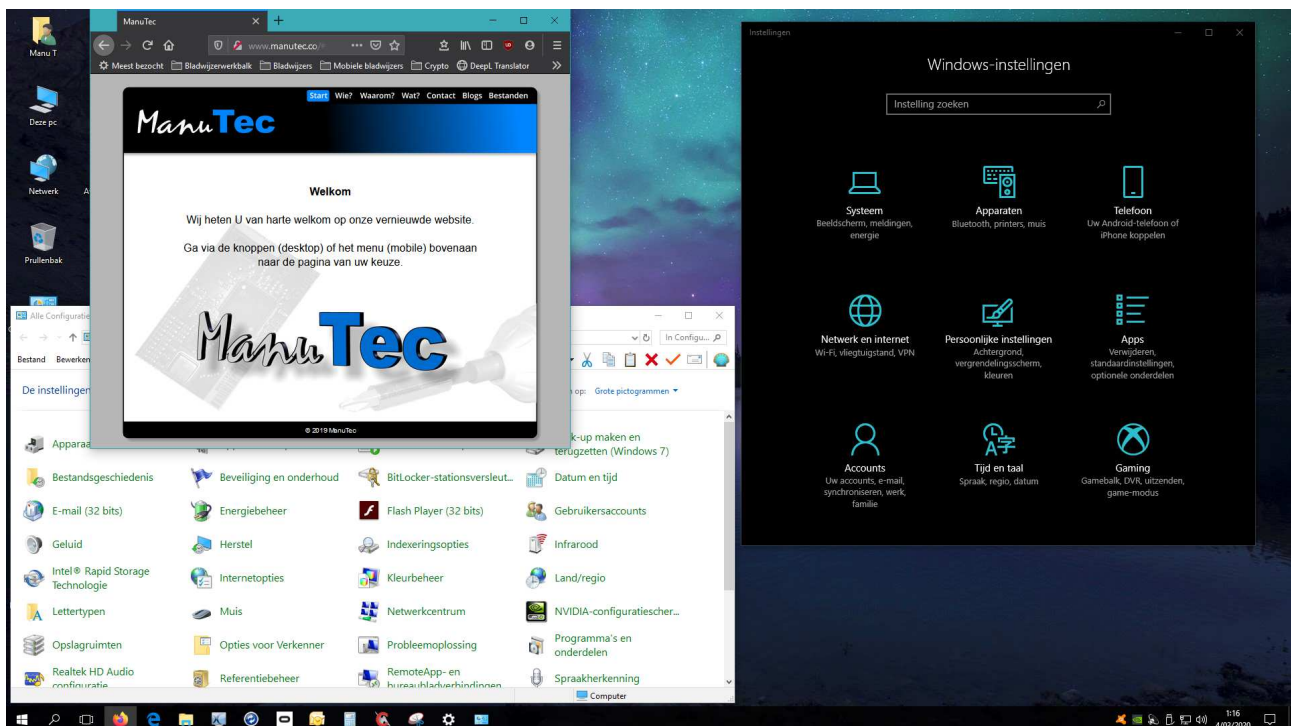 Manu T
Deze pc
Netwerk
Prullenbak
ManuTec
www.manutec.co/
Meest bezocht Bladwijzerwerkbalk Bladwijzers Mobiele bladwijzers Crypto DeepL Translator
Start Wie? Waarom? Wat? Contact Blogs Bestanden
ManuTec
Welkom
Wij heten U van harte welkom op onze vernieuwde website.
Ga via de knoppen (desktop) of het menu (mobile) bovenaan
naar de pagina van uw keuze.
ManuTec
© 2019 ManuTec
Alle Configuratie
In Configu...
Bestand Bewerken
De instellingen
op: Grote pictogrammen
Appara
k-up maken en
terugzetten (Windows 7)
Bestandsgeschiedenis
Beveiliging en onderhoud
BitLocker-stationsversleut...
Datum en tijd
E-mail (32 bits)
Energiebeheer
Flash Player (32 bits)
Gebruikersaccounts
Geluid
Herstel
Indexeringsopties
Infrarood
Intel® Rapid Storage
Technologie
Internetopties
Kleurbeheer
Land/regio
Lettertypen
Muis
Netwerkcentrum
NVIDIA-configuratiescher...
Opslagruimten
Opties voor Verkenner
Probleemoplossing
Programma's en
onderdelen
Realtek HD Audio
configuratie
Referentiebeheer
RemoteApp- en
bureaubladverbindingen
Spraakherkenning
Computer
Instellingen
Windows-instellingen
Instelling zoeken
Systeem
Beeldscherm, meldingen,
energie
Apparaten
Bluetooth, printers, muis
Telefoon
Uw Android-telefoon of
iPhone koppelen
Netwerk en internet
Wi-Fi, vliegtuigstand, VPN
Persoonlijke instellingen
Achtergrond,
vergrendelingsscherm,
kleuren
Apps
Verwijderen,
standaardinstellingen,
optionele onderdelen
Accounts
Uw accounts, e-mail,
synchroniseren, werk,
familie
Tijd en taal
Spraak, regio, datum
Gaming
Gamebalk, DVR, uitzenden,
game-modus
1:16
4/02/2020